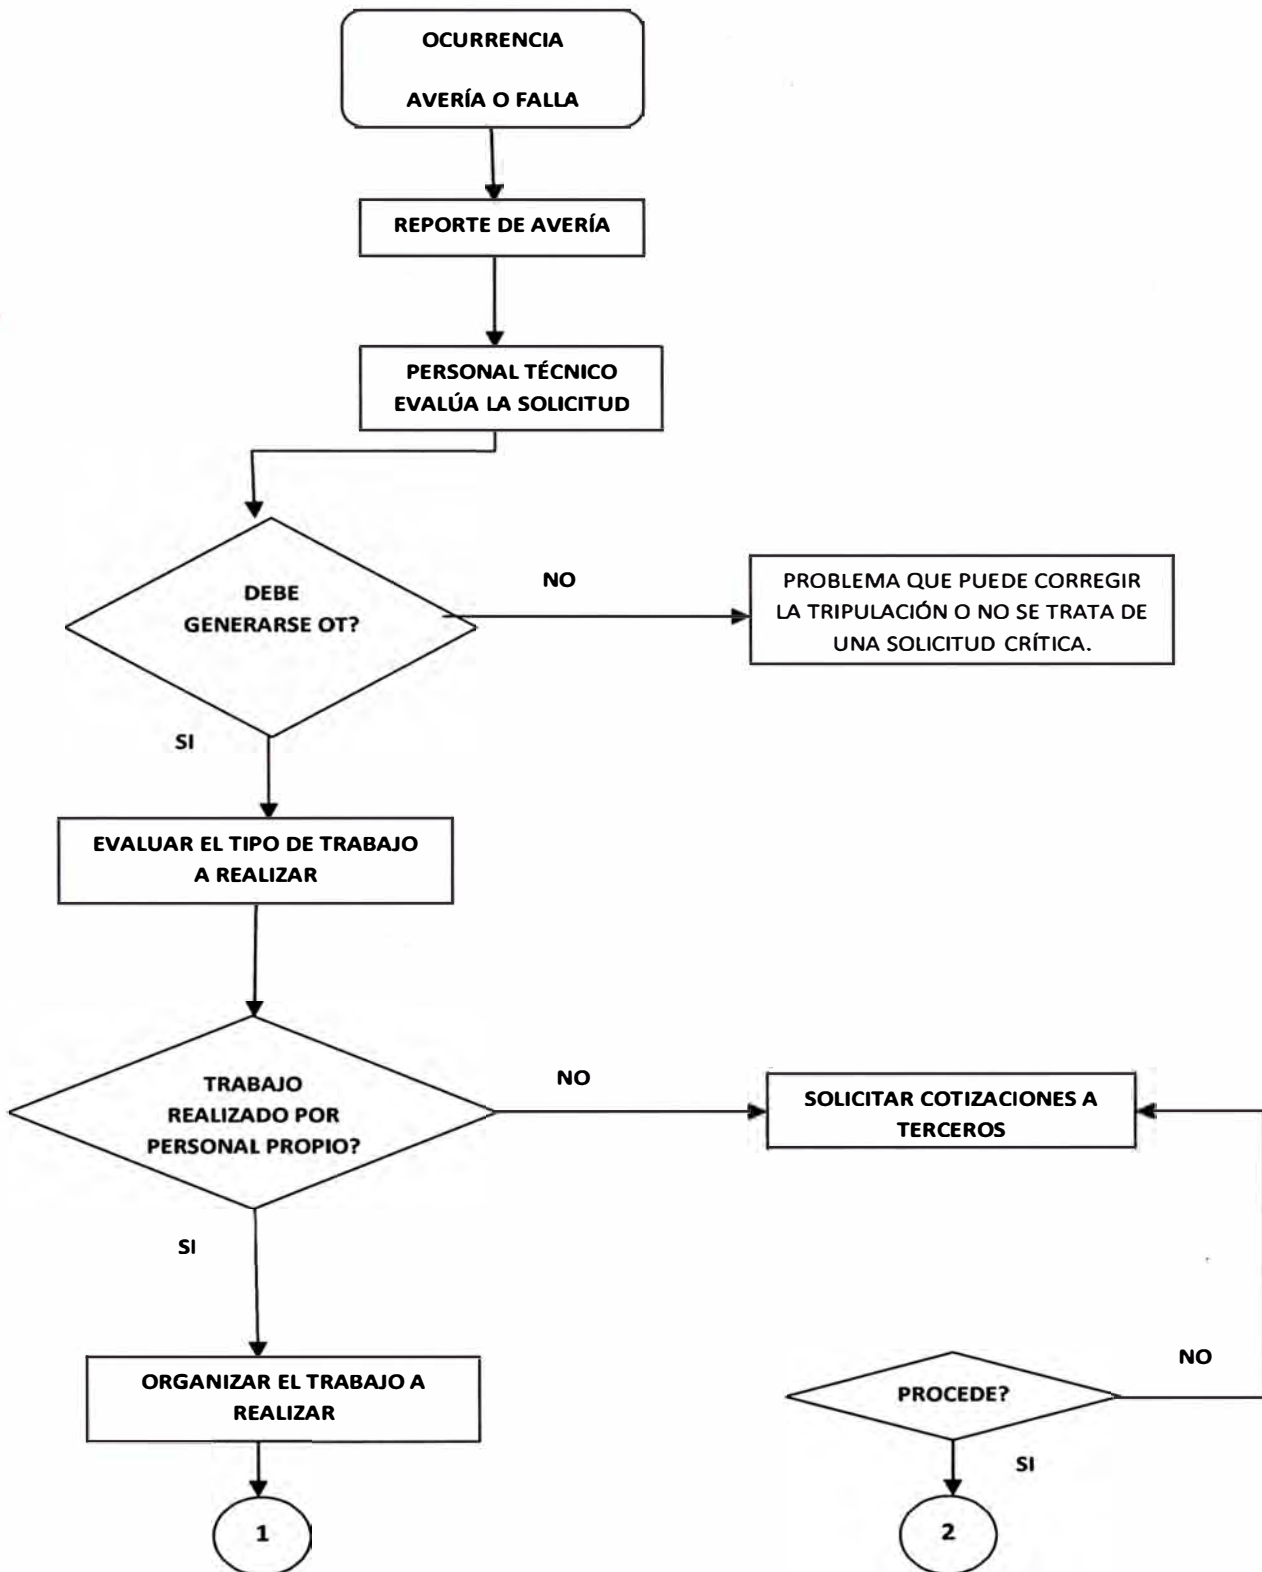 OCURRENCIA
AVERÍA O FALLA
REPORTE DE AVERÍA
PERSONAL TÉCNICO
EVALÚA LA SOLICITUD
DEBE
GENERARSE OT?
NO
PROBLEMA QUE PUEDE CORREGIR
LA TRIPULACIÓN O NO SE TRATA DE
UNA SOLICITUD CRÍTICA.
SI
EVALUAR EL TIPO DE TRABAJO
A REALIZAR
TRABAJO
REALIZADO POR
PERSONAL PROPIO?
NO
SOLICITAR COTIZACIONES A
TERCEROS
SI
ORGANIZAR EL TRABAJO A
REALIZAR
PROCEDE?
NO
SI
1
2